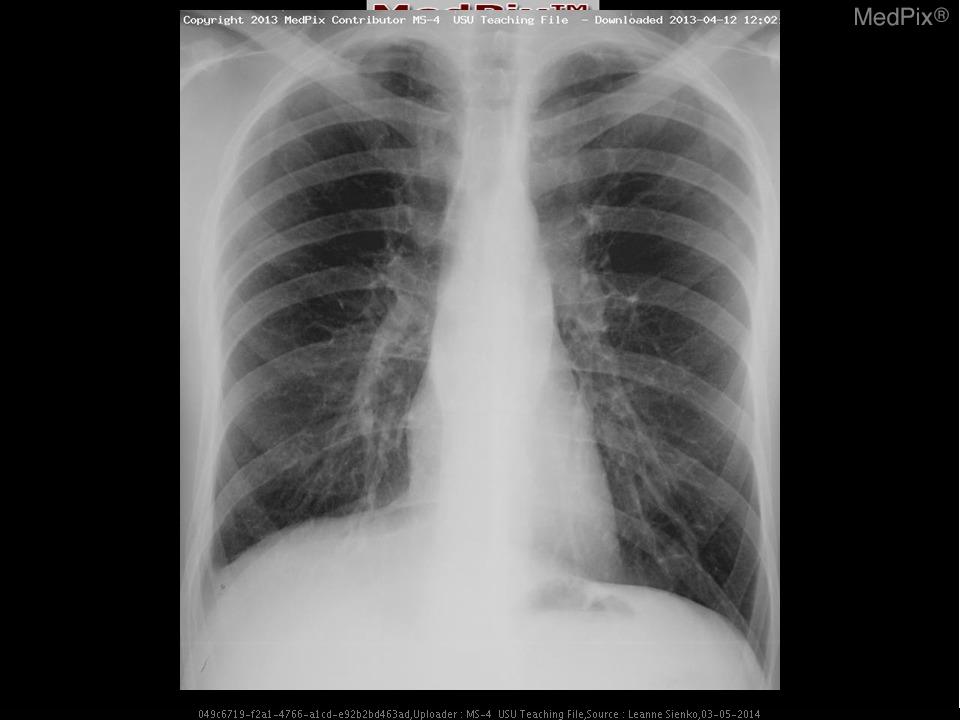 MedPix™
Copyright 2013 MedPix Contributor MS-4 USU Teaching File - Downloaded 2013-04-12 12:02:
MedPix®
049c6719-f2a1-4766-a1cd-e92b2bd463ad,Uploader : MS-4 USU Teaching File,Source : Leanne Sienko,03-05-2014